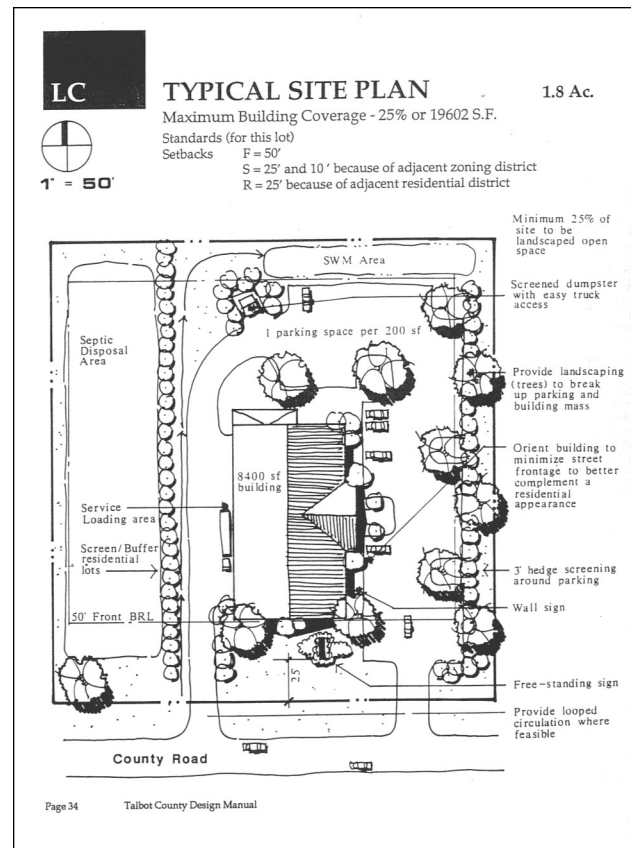 LC
TYPICAL SITE PLAN
1.8 Ac.
Maximum Building Coverage - 25% or 19602 S.F.
Standards (for this lot)
Setbacks F = 50'
S = 25' and 10 ' because of adjacent zoning district
R = 25' because of adjacent residential district
1" = 50'
Minimum 25% of
site to be
landscaped open
space
SWM Area
Screened dumpster
with easy truck
access
1 parking space per 200 sf
Septic
Disposal
Area
Provide landscaping
(trees) to break
up parking and
building mass
Orient building to
minimize street
frontage to better
complement a
residential
appearance
8400 sf
building
Service
Loading area
Screen/Buffer
residential
lots
3' hedge screening
around parking
Wall sign
50' Front BRL
25'
Free-standing sign
Provide looped
circulation where
feasible
County Road
Page 34 Talbot County Design Manual